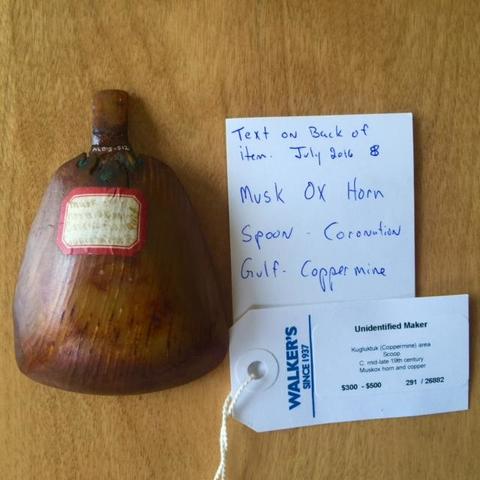 Text on Back of
item. July 2016
Musk Ox Horn
Spoon - Coronution
Gulf - Coppermine
WALKER'S
SINCE 1937
Unidentified Maker
Kugluktuk (Coppermine) area
Scoop
C. mid-late 19th century
Muskox horn and copper
$300 - $500 291 / 26882